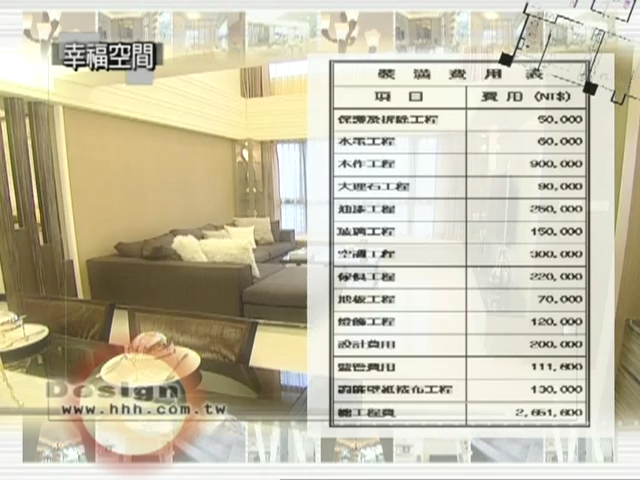 幸福空間
裝 潢 費 用 表
項 目 費 用 (NT$)
保護及拆除工程 50,000
水電工程 60,000
木作工程 900,000
大理石工程 90,000
油漆工程 250,000
玻璃工程 150,000
空調工程 300,000
傢俱工程 220,000
地板工程 70,000
燈飾工程 120,000
設計費用 200,000
監管費用 111,600
窗簾壁紙裱布工程 130,000
總工程費 2,651,600
Design
www.hhh.com.tw